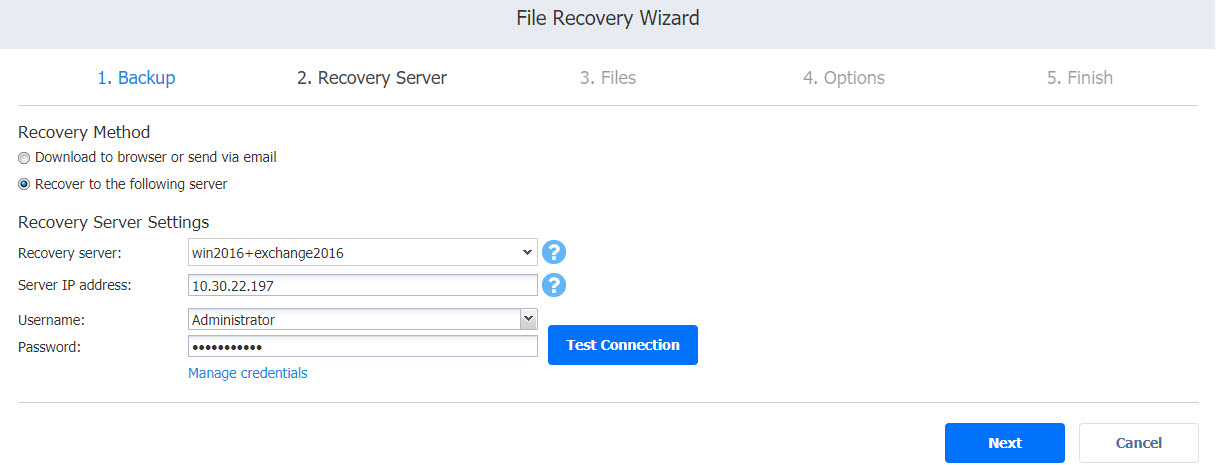 File Recovery Wizard
1. Backup 2. Recovery Server 3. Files 4. Options 5. Finish
Recovery Method
Download to browser or send via email
Recover to the following server
Recovery Server Settings
Recovery server: win2016+exchange2016 ?
Server IP address: 10.30.22.197 ?
Username: Administrator
Password: •••••••••••
Test Connection
Manage credentials
Next Cancel